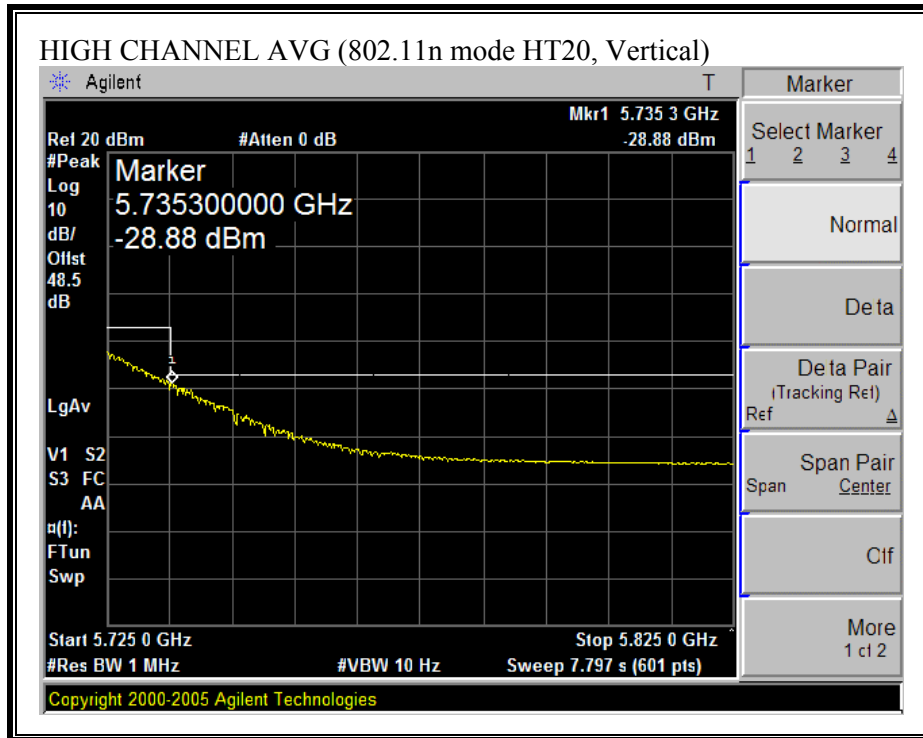 HIGH CHANNEL AVG (802.11n mode HT20, Vertical)
Agilent T
Mkr1 5.735 3 GHz
Ref 20 dBm #Atten 0 dB -28.88 dBm
#Peak
Log
10
dB/
Offst
48.5
dB
Marker
5.735300000 GHz
-28.88 dBm
1
LgAv
V1 S2
S3 FC
AA
¤(f):
FTun
Swp
Start 5.725 0 GHz Stop 5.825 0 GHz
#Res BW 1 MHz #VBW 10 Hz Sweep 7.797 s (601 pts)
Copyright 2000-2005 Agilent Technologies
Marker
Select Marker
1 2 3 4
Normal
Delta
Delta Pair
(Tracking Ref)
Ref Δ
Span Pair
Span Center
Off
More
1 of 2